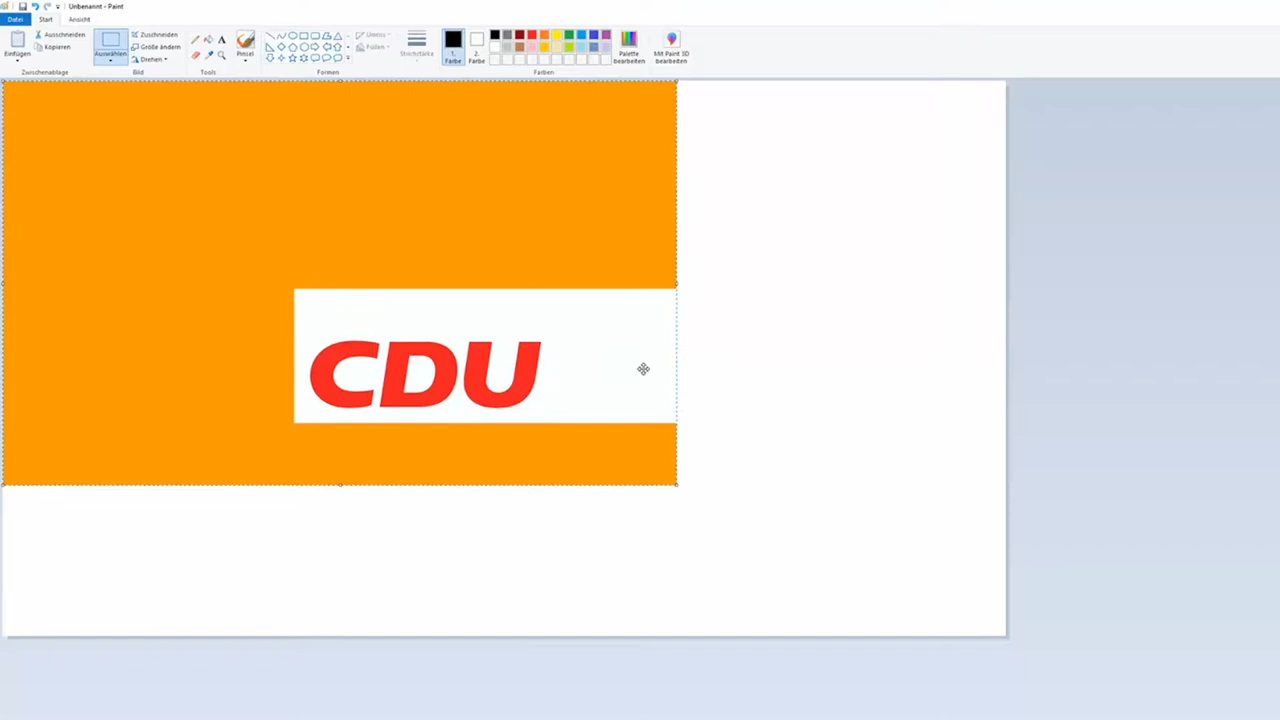 Unbenannt - Paint
Datei Start Ansicht
Einfügen
Ausschneiden
Kopieren
Zwischenablage
Auswählen
Zuschneiden
Größe ändern
Drehen
Bild
A
Tools
Pinsel
Umriss
Füllen
Formen
Strichstärke
1.
Farbe
2.
Farbe
Palette
bearbeiten
Mit Paint 3D
bearbeiten
Farben
CDU